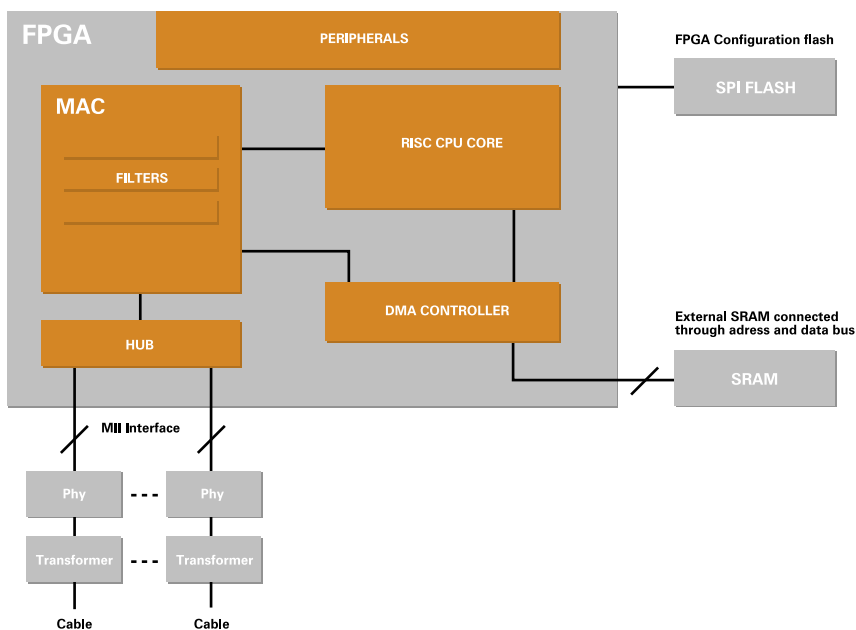 FPGA
PERIPHERALS
FPGA Configuration flash
SPI FLASH
MAC
FILTERS
RISC CPU CORE
DMA CONTROLLER
HUB
External SRAM connected
through adress and data bus
SRAM
MII Interface
Phy
Phy
Transformer
Transformer
Cable
Cable